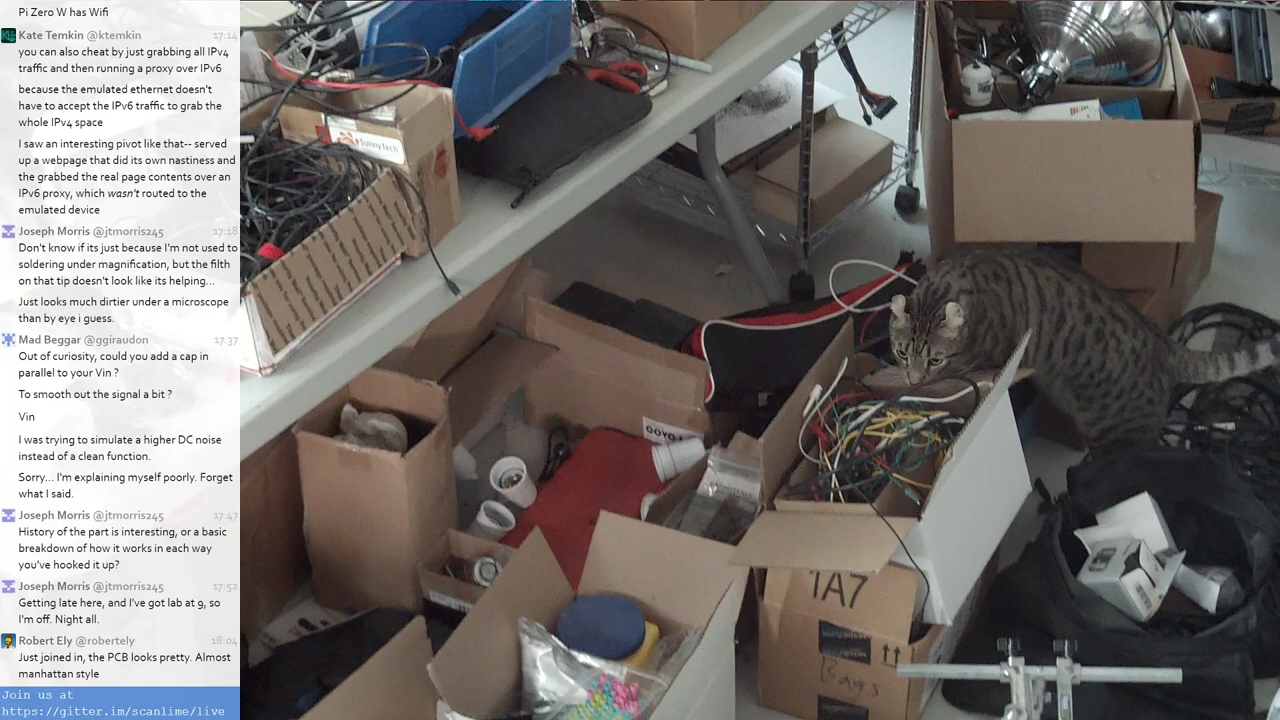 Pi Zero W has Wifi
Kate Temkin @ktemkin 17:14
you can also cheat by just grabbing all IPv4
traffic and then running a proxy over IPv6
because the emulated ethernet doesn't
have to accept the IPv6 traffic to grab the
whole IPv4 space
I saw an interesting pivot like that-- served
up a webpage that did its own nastiness and
the grabbed the real page contents over an
IPv6 proxy, which wasn't routed to the
emulated device
Joseph Morris @jtmorris245 17:18
Don't know if its just because I'm not used to
soldering under magnification, but the filth
on that tip doesn't look like its helping...
Just looks much dirtier under a microscope
than by eye i guess.
Mad Beggar @ggiraudon 17:37
Out of curiosity, could you add a cap in
parallel to your Vin ?
To smooth out the signal a bit ?
Vin
I was trying to simulate a higher DC noise
instead of a clean function.
Sorry... I'm explaining myself poorly. Forget
what I said.
Joseph Morris @jtmorris245 17:47
History of the part is interesting, or a basic
breakdown of how it works in each way
you've hooked it up?
Joseph Morris @jtmorris245 17:52
Getting late here, and I've got lab at 9, so
I'm off. Night all.
Robert Ely @robertely 18:04
Just joined in, the PCB looks pretty. Almost
manhattan style
Join us at
https://gitter.im/scanlime/live
SunnyTech
1A7
Bags